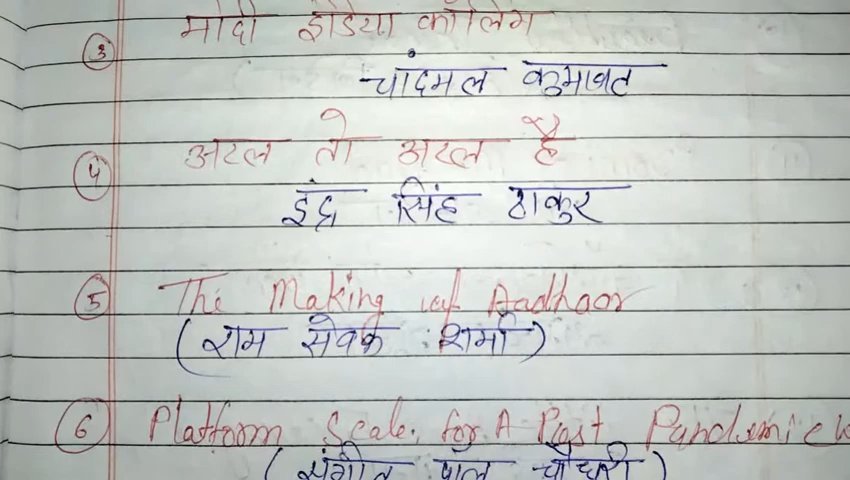 मोदी इंडिया कॉलिंग
3
चांदमल कुमावत
4 अटल तो अटल है
इंद्र सिंह ठाकुर
5 The Making of Aadhaar
(राम सेवक शर्मा)
6 Platform Scale: for A Post Pandemic
(संगीत पॉल चौधरी)